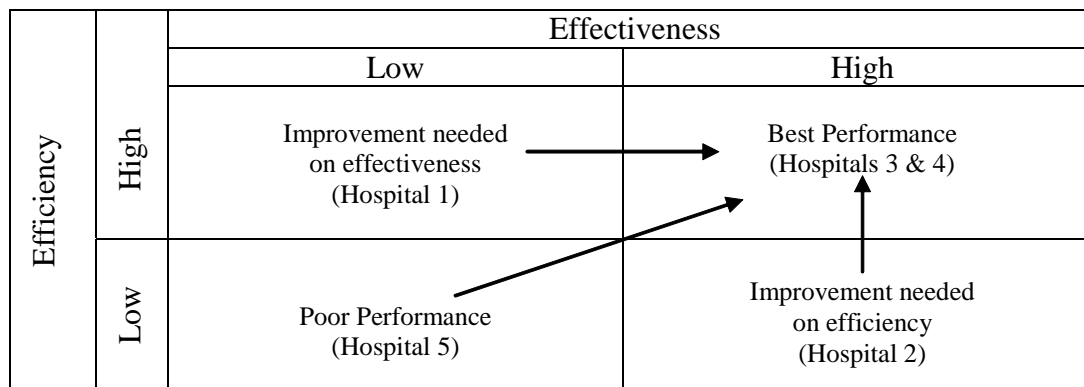 Effectiveness
Low
High
Efficiency
High
Improvement needed
on effectiveness
(Hospital 1)
Best Performance
(Hospitals 3 & 4)
Low
Poor Performance
(Hospital 5)
Improvement needed
on efficiency
(Hospital 2)